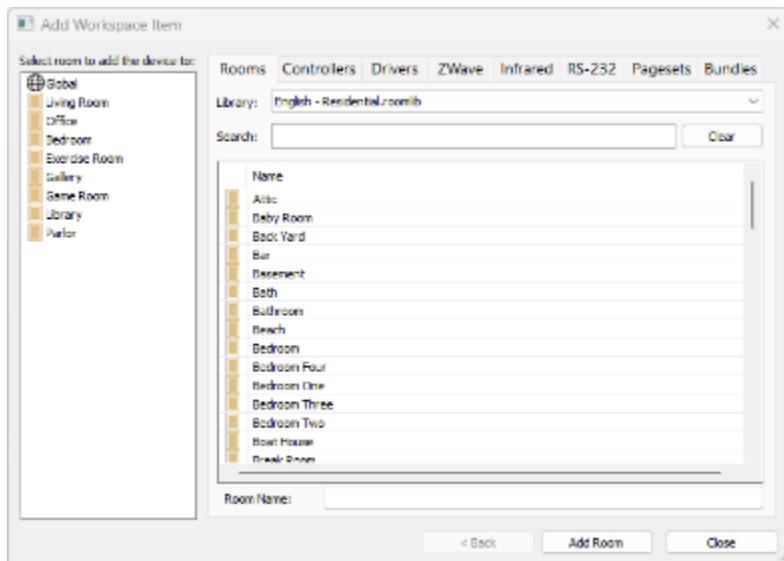 Add Workspace Item
Select room to add the device to:
Global
Living Room
Office
Bedroom
Exercise Room
Gallery
Game Room
Library
Parlor
Rooms Controllers Drivers ZWave Infrared RS-232 Pagesets Bundles
Library: English - Residential.roomlib
Search: Clear
Name
Attic
Baby Room
Back Yard
Bar
Basement
Bath
Bathroom
Beach
Bedroom
Bedroom Four
Bedroom One
Bedroom Three
Bedroom Two
Boat House
Break Room
Room Name:
< Back Add Room Close